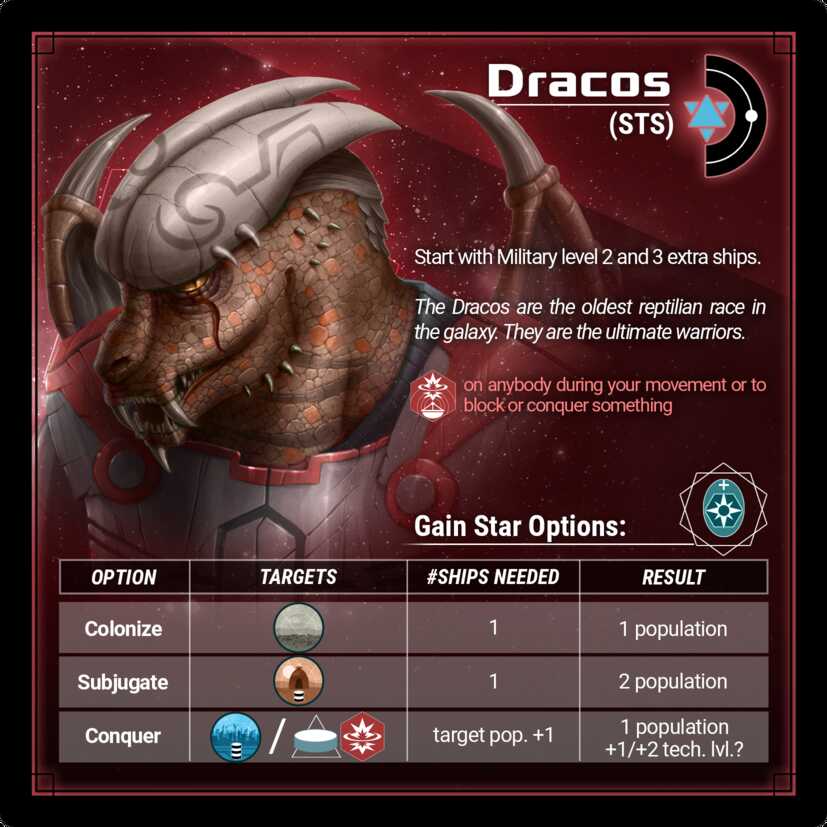 Dracos
(STS)
Start with Military level 2 and 3 extra ships.
The Dracos are the oldest reptilian race in
the galaxy. They are the ultimate warriors.
on anybody during your movement or to
block or conquer something
Gain Star Options:
+
OPTION TARGETS #SHIPS NEEDED RESULT
Colonize 1 1 population
Subjugate 1 2 population
Conquer / target pop. +1 1 population
+1/+2 tech. lvl.?